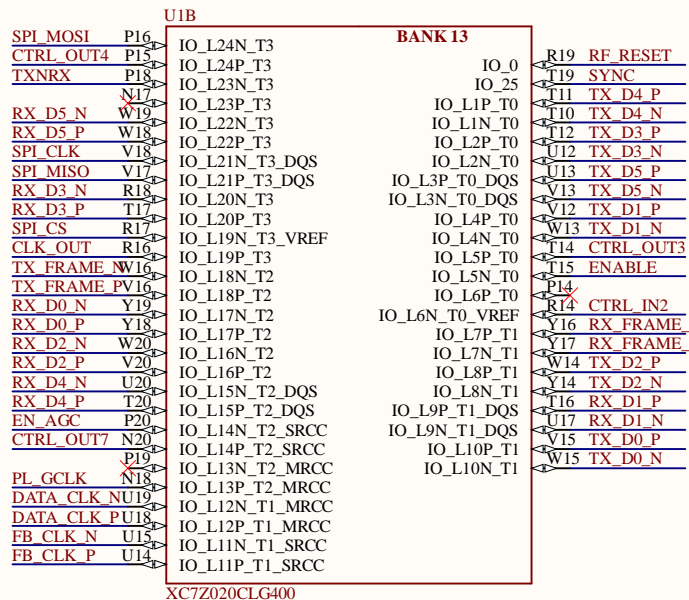 U1B
BANK 13
SPI_MOSI P16 IO_L24N_T3
CTRL_OUT4 P15 IO_L24P_T3
TXNRX P18 IO_L23N_T3
N17 IO_L23P_T3
RX_D5_N W19 IO_L22N_T3
RX_D5_P W18 IO_L22P_T3
SPI_CLK V18 IO_L21N_T3_DQS
SPI_MISO V17 IO_L21P_T3_DQS
RX_D3_N R18 IO_L20N_T3
RX_D3_P T17 IO_L20P_T3
SPI_CS R17 IO_L19N_T3_VREF
CLK_OUT R16 IO_L19P_T3
TX_FRAME_N W16 IO_L18N_T2
TX_FRAME_P V16 IO_L18P_T2
RX_D0_N Y19 IO_L17N_T2
RX_D0_P Y18 IO_L17P_T2
RX_D2_N W20 IO_L16N_T2
RX_D2_P V20 IO_L16P_T2
RX_D4_N U20 IO_L15N_T2_DQS
RX_D4_P T20 IO_L15P_T2_DQS
EN_AGC P20 IO_L14N_T2_SRCC
CTRL_OUT7 N20 IO_L14P_T2_SRCC
P19 IO_L13N_T2_MRCC
PL_GCLK N18 IO_L13P_T2_MRCC
DATA_CLK_N U19 IO_L12N_T1_MRCC
DATA_CLK_P U18 IO_L12P_T1_MRCC
FB_CLK_N U15 IO_L11N_T1_SRCC
FB_CLK_P U14 IO_L11P_T1_SRCC
IO_0 R19 RF_RESET
IO_25 T19 SYNC
IO_L1P_T0 T11 TX_D4_P
IO_L1N_T0 T10 TX_D4_N
IO_L2P_T0 T12 TX_D3_P
IO_L2N_T0 U12 TX_D3_N
IO_L3P_T0_DQS U13 TX_D5_P
IO_L3N_T0_DQS V13 TX_D5_N
IO_L4P_T0 V12 TX_D1_P
IO_L4N_T0 W13 TX_D1_N
IO_L5P_T0 T14 CTRL_OUT3
IO_L5N_T0 T15 ENABLE
IO_L6P_T0 P14
IO_L6N_T0_VREF R14 CTRL_IN2
IO_L7P_T1 Y16 RX_FRAME_
IO_L7N_T1 Y17 RX_FRAME_
IO_L8P_T1 W14 TX_D2_P
IO_L8N_T1 Y14 TX_D2_N
IO_L9P_T1_DQS T16 RX_D1_P
IO_L9N_T1_DQS U17 RX_D1_N
IO_L10P_T1 V15 TX_D0_P
IO_L10N_T1 W15 TX_D0_N
XC7Z020CLG400